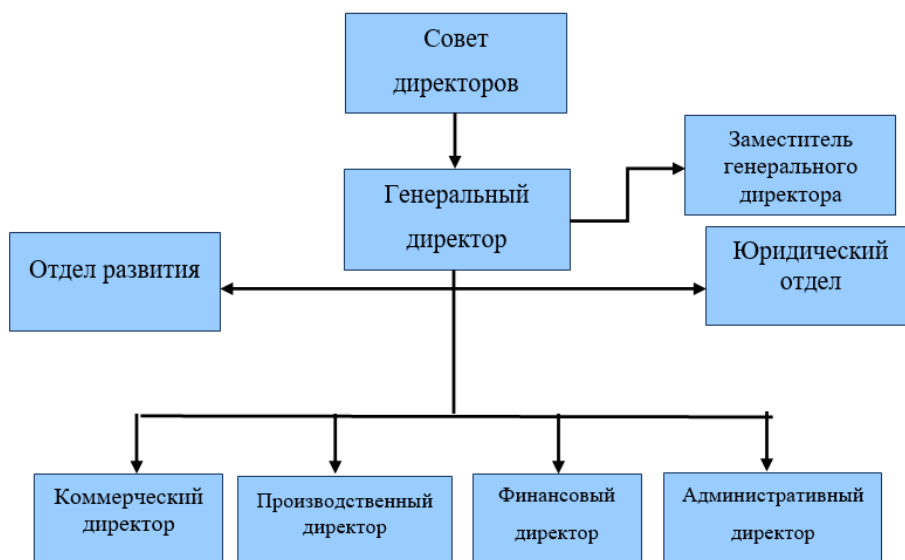 Совет
директоров
Заместитель
генерального
директора
Генеральный
директор
Отдел развития
Юридический
отдел
Коммерческий
директор
Производственный
директор
Финансовый
директор
Административный
директор